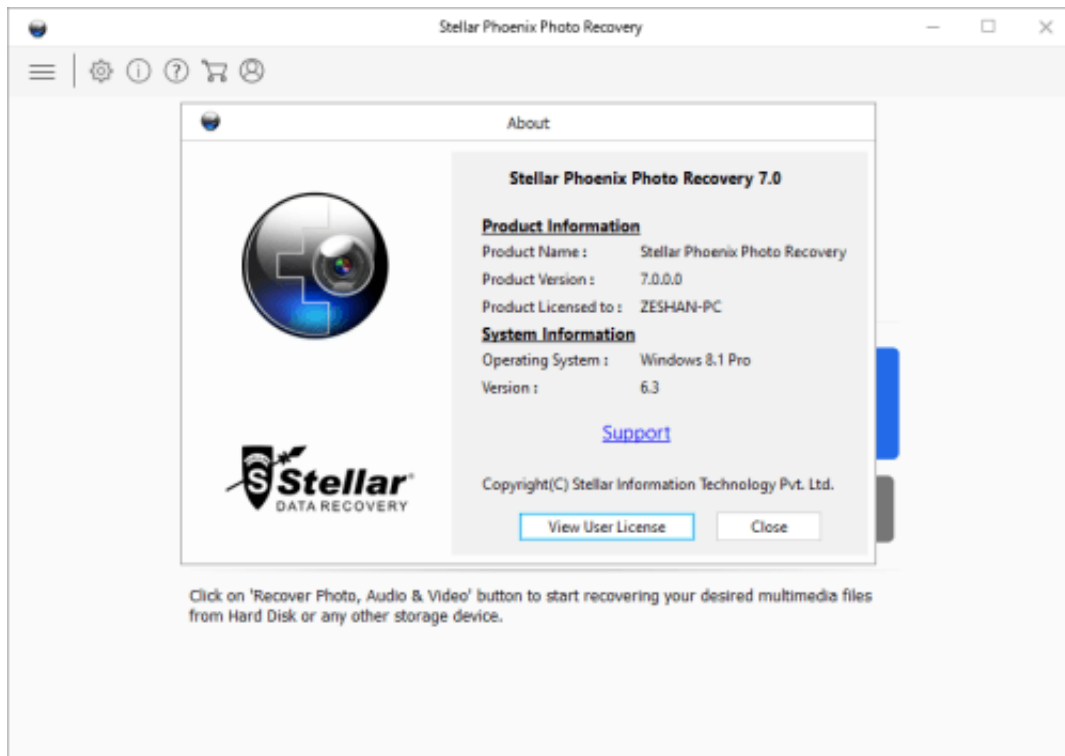 Stellar Phoenix Photo Recovery
About
Stellar Phoenix Photo Recovery 7.0
Product Information
Product Name : Stellar Phoenix Photo Recovery
Product Version : 7.0.0.0
Product Licensed to : ZESHAN-PC
System Information
Operating System : Windows 8.1 Pro
Version : 6.3
Support
Stellar
DATA RECOVERY
Copyright(C) Stellar Information Technology Pvt. Ltd.
View User License Close
Click on 'Recover Photo, Audio & Video' button to start recovering your desired multimedia files
from Hard Disk or any other storage device.